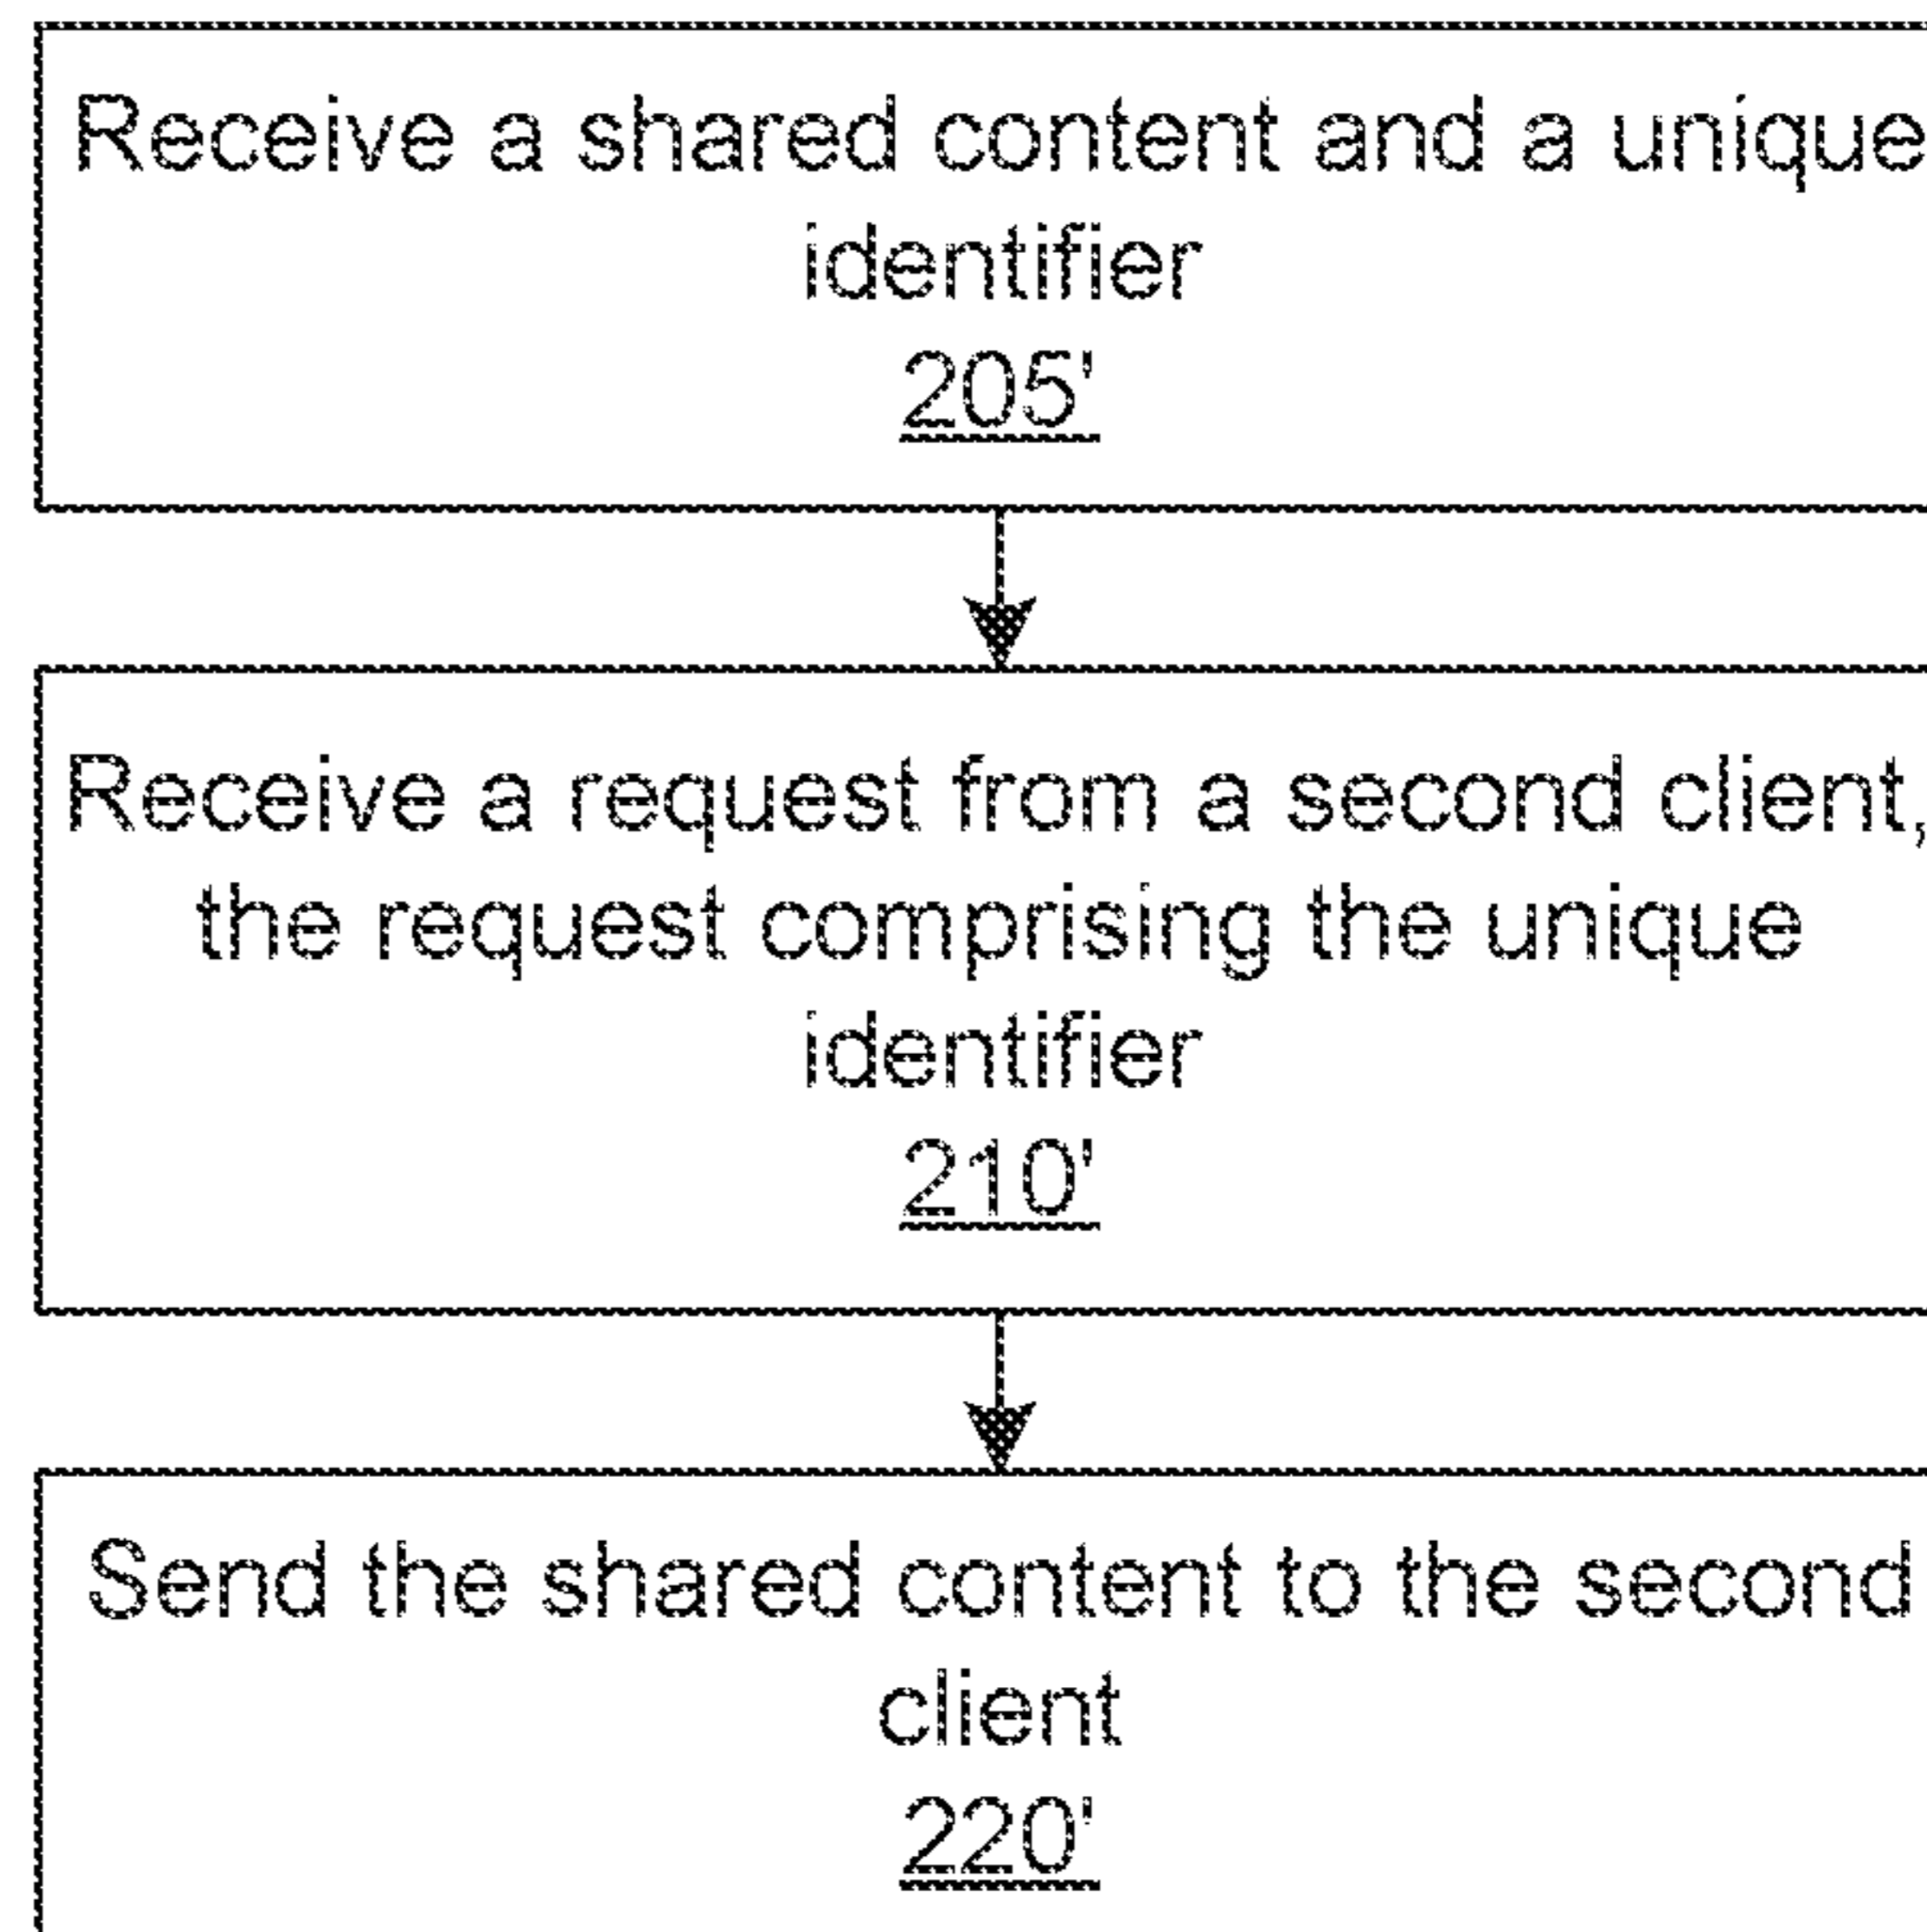 Receive a shared content and a unique
identifier
205'
Receive a request from a second client,
the request comprising the unique
identifier
210'
Send the shared content to the second
client
220'